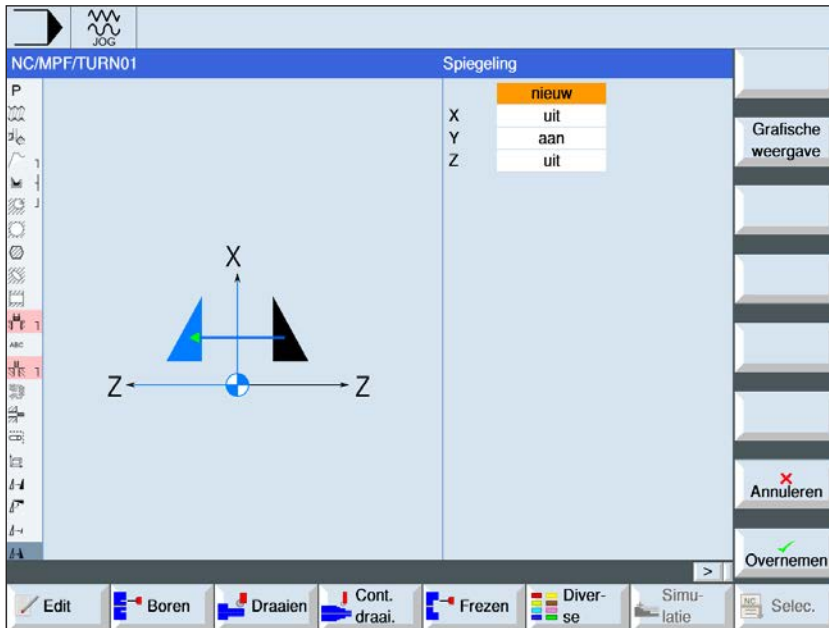 JOG
NC/MPF/TURN01
Spiegeling
nieuw
X uit
Y aan
Z uit
P
ABC
X
Z Z
Grafische
weergave
Annuleren
Overnemen
>
Edit
Boren
Draaien
Cont.
draai.
Frezen
Diver-
se
Simu-
latie
NC
Selec.